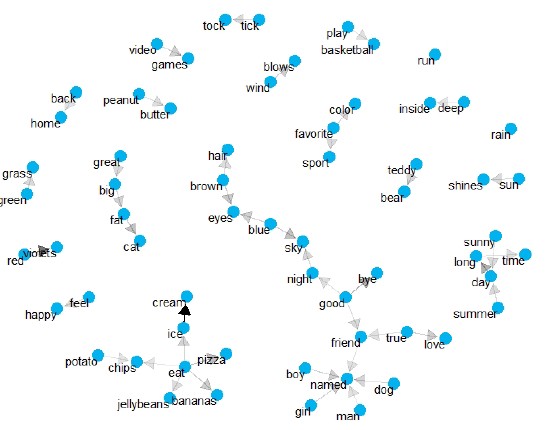 tock tick
play
basketball
video
games
run
blows
wind
back
home
peanut
butter
color
favorite
sport
inside deep
rain
grass
green
great
big
fat
cat
hair
brown
eyes
blue
sky
teddy
bear
shines sun
red violets
night
good
bye
sunny
long time
day
summer
happy feel
cream
ice
potato
chips
eat
pizza
jellybeans bananas
friend true love
boy
named
dog
girl
man